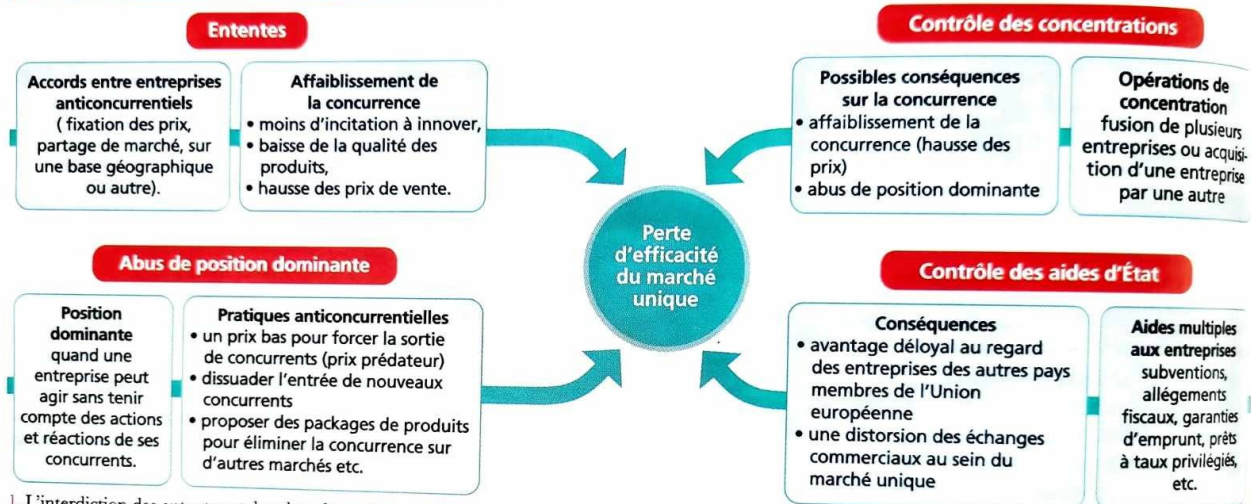 Ententes
Accords entre entreprises
anticoncurrentiels
( fixation des prix,
partage de marché, sur
une base géographique
ou autre).
Affaiblissement de
la concurrence
• moins d'incitation à innover,
• baisse de la qualité des
produits,
• hausse des prix de vente.
Contrôle des concentrations
Possibles conséquences
sur la concurrence
• affaiblissement de la
concurrence (hausse des
prix)
• abus de position dominante
Opérations de
concentration
fusion de plusieurs
entreprises ou acquisi-
tion d'une entreprise
par une autre
Perte
d'efficacité
du marché
unique
Abus de position dominante
Position
dominante
quand une
entreprise peut
agir sans tenir
compte des actions
et réactions de ses
concurrents.
Pratiques anticoncurrentielles
• un prix bas pour forcer la sortie
de concurrents (prix prédateur)
• dissuader l'entrée de nouveaux
concurrents
• proposer des packages de produits
pour éliminer la concurrence sur
d'autres marchés etc.
Contrôle des aides d'État
Conséquences
• avantage déloyal au regard
des entreprises des autres pays
membres de l'Union
européenne
• une distorsion des échanges
commerciaux au sein du
marché unique
Aides multiples
aux entreprises
subventions,
allégements
fiscaux, garanties
d'emprunt, prêts
à taux privilégiés,
etc.
1. L'interdiction des ententes